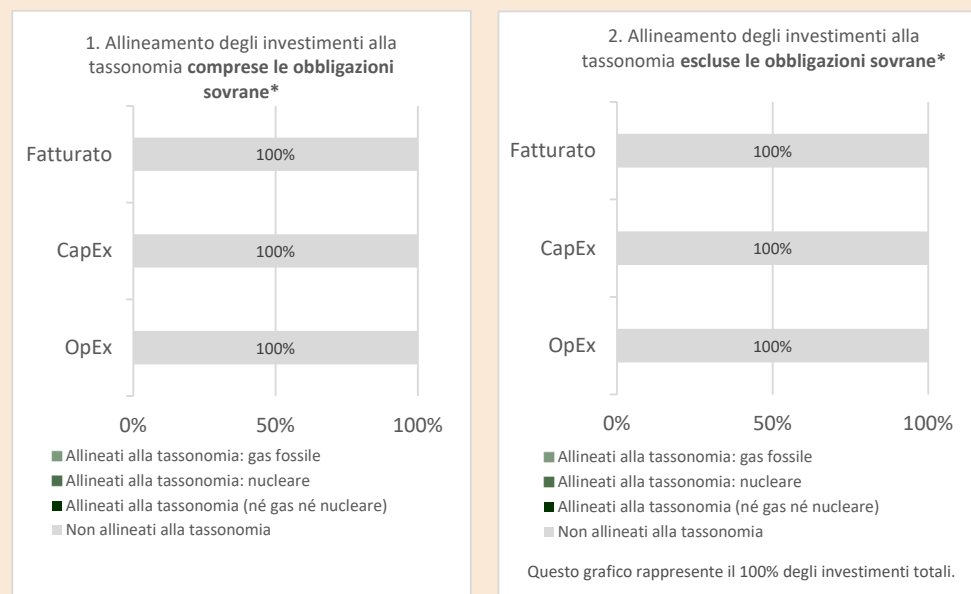 1. Allineamento degli investimenti alla
tassonomia comprese le obbligazioni
sovrane*
Fatturato
100%
CapEx
100%
OpEx
100%
0%
50%
100%
Allineati alla tassonomia: gas fossile
Allineati alla tassonomia: nucleare
Allineati alla tassonomia (né gas né nucleare)
Non allineati alla tassonomia
2. Allineamento degli investimenti alla
tassonomia escluse le obbligazioni sovrane*
Fatturato
100%
CapEx
100%
OpEx
100%
0%
50%
100%
Allineati alla tassonomia: gas fossile
Allineati alla tassonomia: nucleare
Allineati alla tassonomia (né gas né nucleare)
Non allineati alla tassonomia
Questo grafico rappresente il 100% degli investimenti totali.